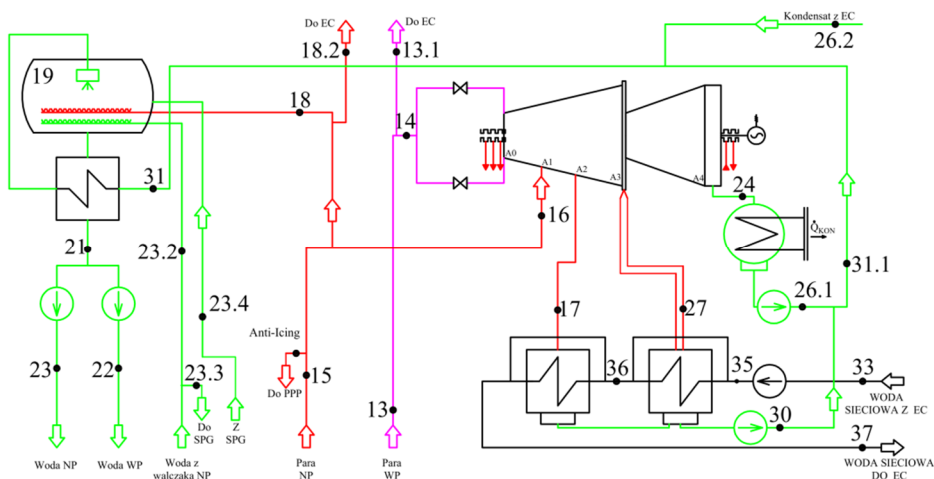 Do EC
18.2
Do EC
13.1
Kondensat z EC
26.2
19
18
14
A0
A1
A2
A3
A4
31
16
24
Q̇KON
21
23.2
23.4
31.1
26.1
Anti-Icing
17
27
23
22
23.3
15
Do PPP
36
35
33
WODA
SIECIOWA Z EC
13
30
37
WODA SIECIOWA
DO EC
Do
SPG
Z
SPG
Woda NP
Woda WP
Woda z
walczaka NP
Para
NP
Para
WP